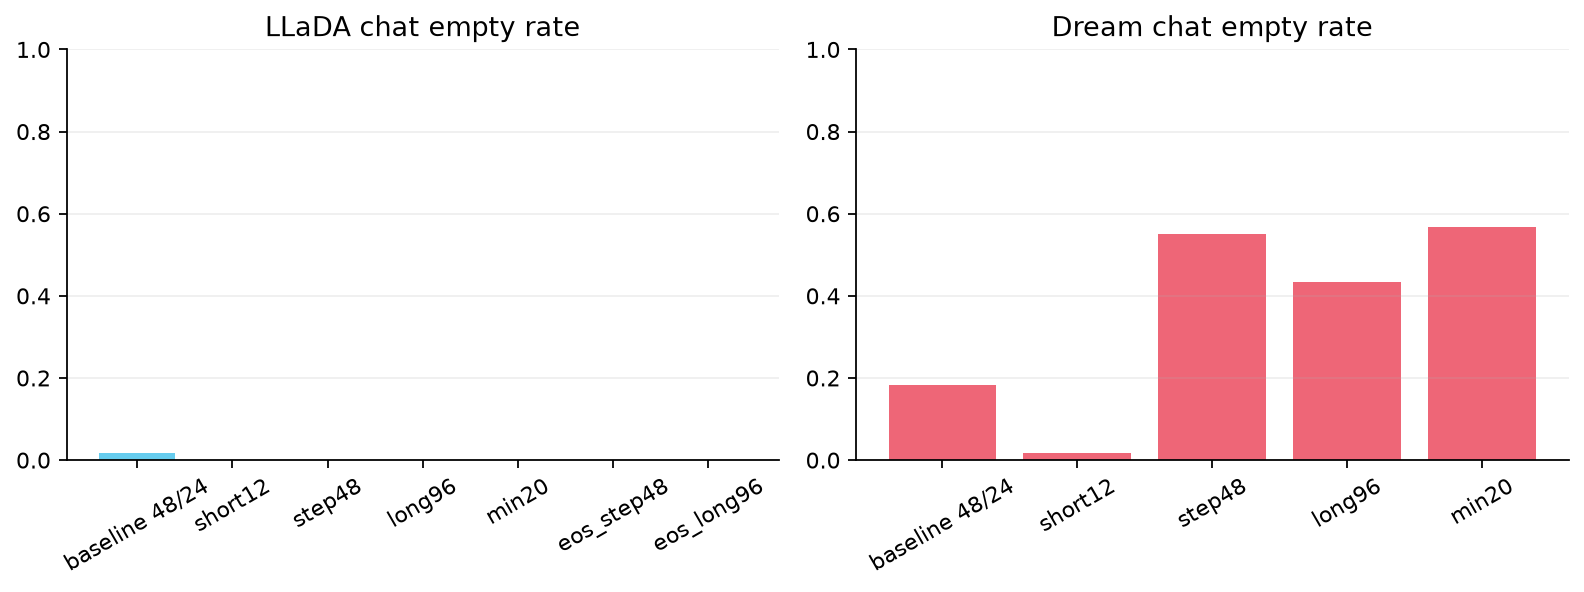 LLaDA chat empty rate
1.0
0.8
0.6
0.4
0.2
0.0
baseline 48/24
short12
step48
long96
min20
eos_step48
eos_long96
Dream chat empty rate
1.0
0.8
0.6
0.4
0.2
0.0
baseline 48/24
short12
step48
long96
min20